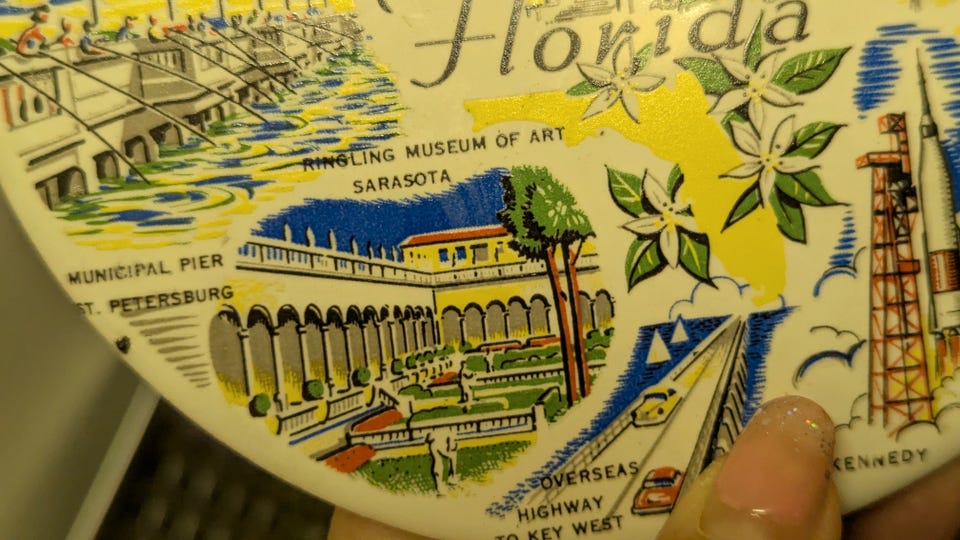 Florida
RINGLING MUSEUM OF ART
SARASOTA
MUNICIPAL PIER
ST. PETERSBURG
OVERSEAS
HIGHWAY
TO KEY WEST
KENNEDY